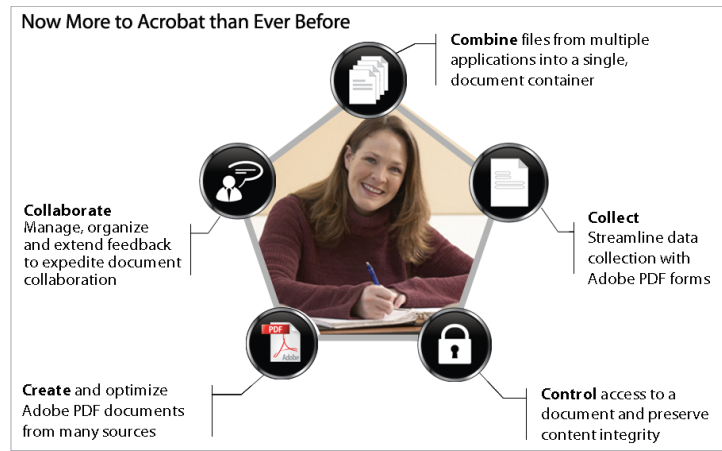 Now More to Acrobat than Ever Before
Combine files from multiple
applications into a single,
document container
Collaborate
Manage, organize
and extend feedback
to expedite document
collaboration
Collect
Streamline data
collection with
Adobe PDF forms
PDF
Adobe
Create and optimize
Adobe PDF documents
from many sources
Control access to a
document and preserve
content integrity